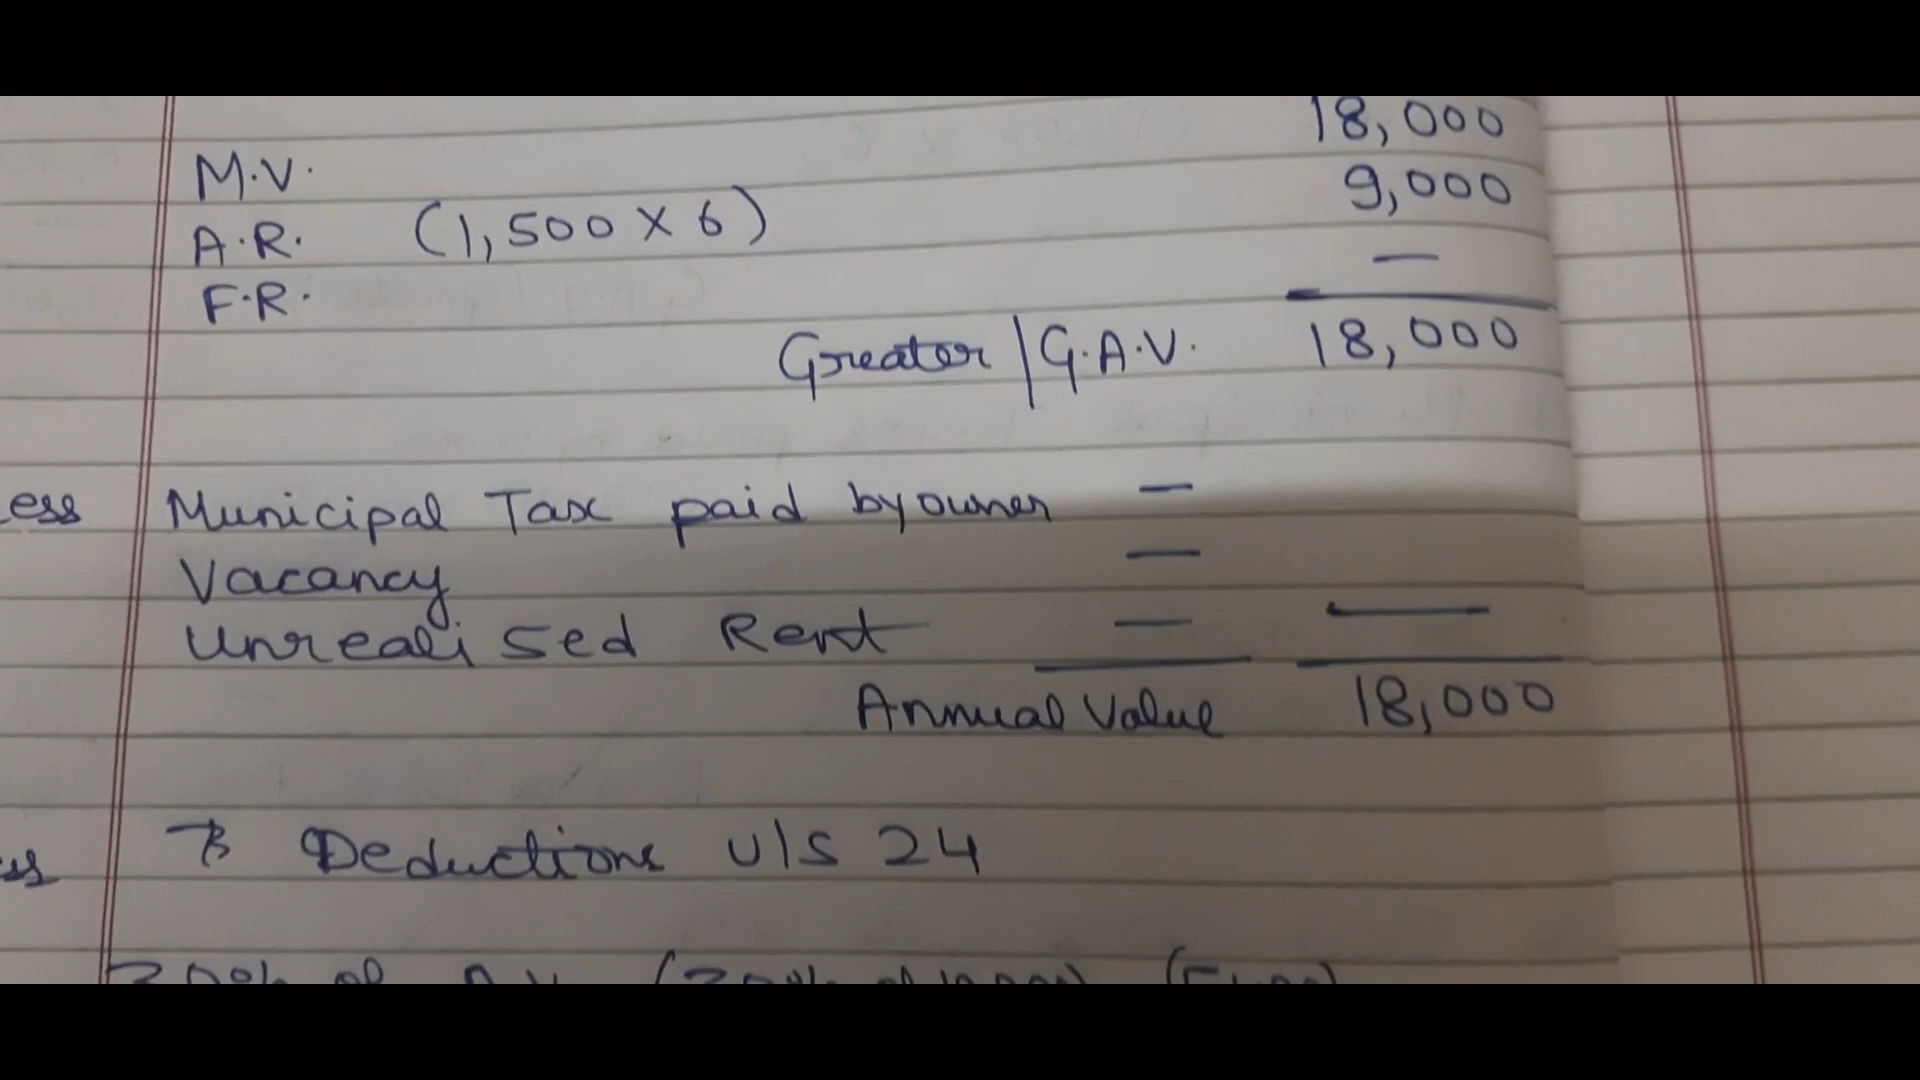 M.V. 18,000
A.R. (1,500 X 6) 9,000
F.R. —
Greater | G.A.V. 18,000
ess Municipal Tax paid by owner —
Vacancy —
Unrealised Rent — —
Annual Value 18,000
Deductions U/S 24